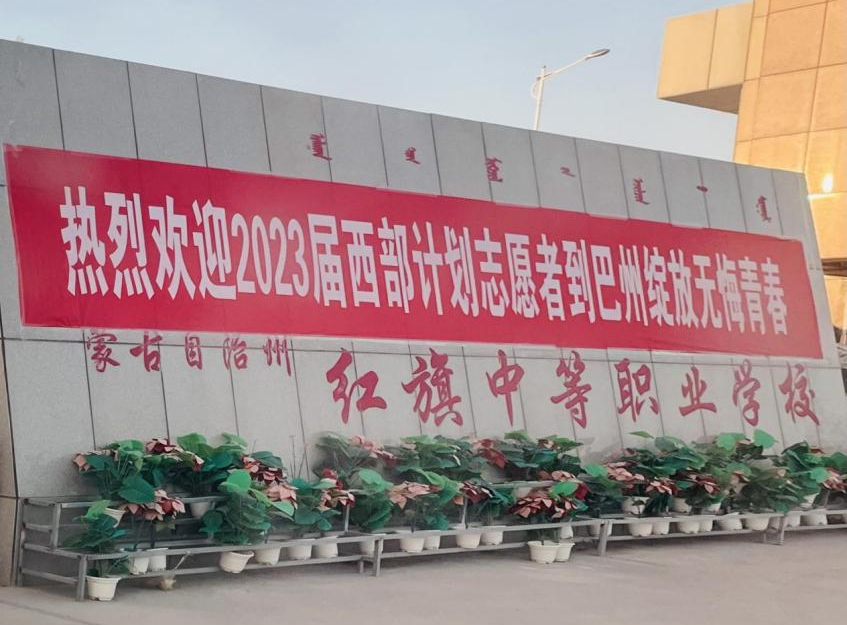 热烈欢迎2023届西部计划志愿者到巴州绽放无悔青春
蒙古自治州
红旗中等职业学校